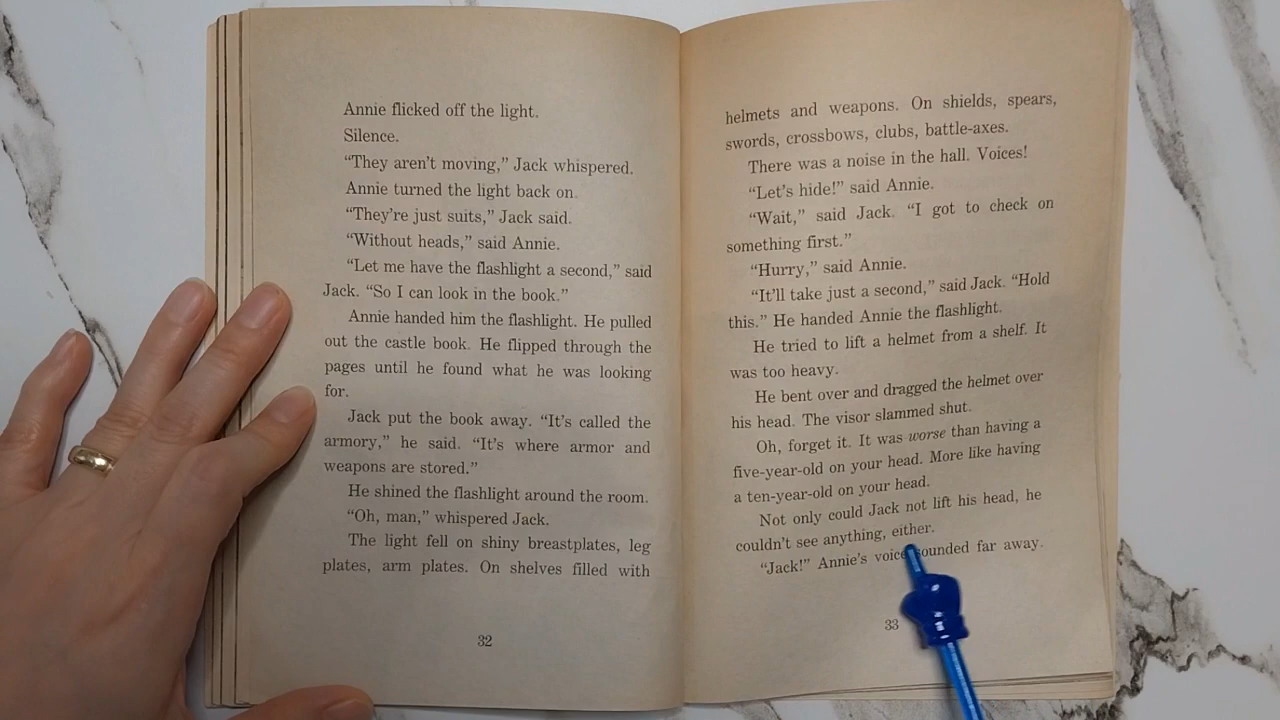 Annie flicked off the light.
Silence.
“They aren’t moving,” Jack whispered.
Annie turned the light back on.
“They’re just suits,” Jack said.
“Without heads,” said Annie.
“Let me have the flashlight a second,” said
Jack. “So I can look in the book.”
Annie handed him the flashlight. He pulled
out the castle book. He flipped through the
pages until he found what he was looking
for.
Jack put the book away. “It’s called the
armory,” he said. “It’s where armor and
weapons are stored.”
He shined the flashlight around the room.
“Oh, man,” whispered Jack.
The light fell on shiny breastplates, leg
plates, arm plates. On shelves filled with
32
helmets and weapons. On shields, spears,
swords, crossbows, clubs, battle-axes.
There was a noise in the hall. Voices!
“Let’s hide!” said Annie.
“Wait,” said Jack. “I got to check on
something first.”
“Hurry,” said Annie.
“It’ll take just a second,” said Jack. “Hold
this.” He handed Annie the flashlight.
He tried to lift a helmet from a shelf. It
was too heavy.
He bent over and dragged the helmet over
his head. The visor slammed shut.
Oh, forget it. It was worse than having a
five-year-old on your head. More like having
a ten-year-old on your head.
Not only could Jack not lift his head, he
couldn’t see anything, either.
“Jack!” Annie’s voice sounded far away.
33